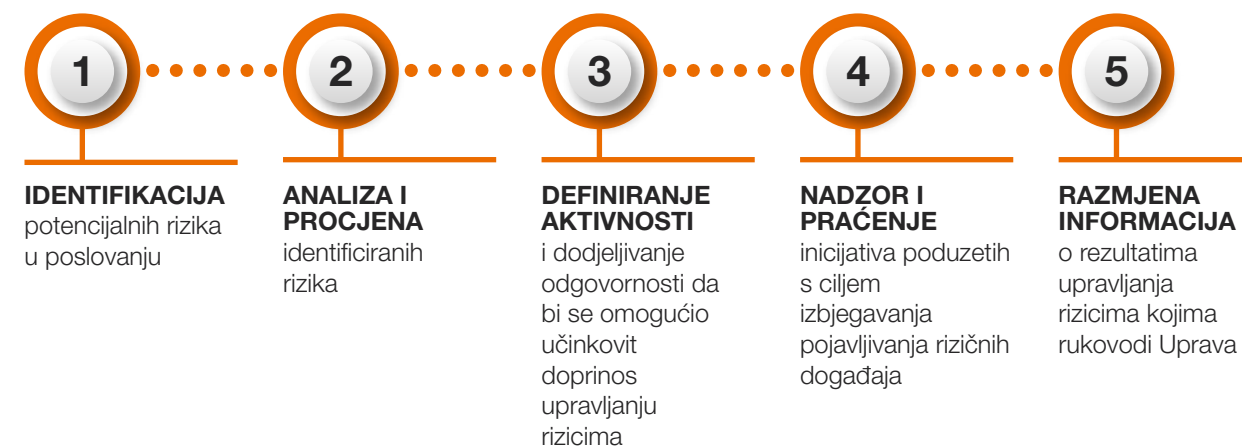 1
IDENTIFIKACIJA
potencijalnih rizika
u poslovanju
2
ANALIZA I
PROCJENA
identificiranih
rizika
3
DEFINIRANJE
AKTIVNOSTI
i dodjeljivanje
odgovornosti da
bi se omogućio
učinkovit
doprinos
upravljanju
rizicima
4
NADZOR I
PRAĆENJE
inicijativa poduzetih
s ciljem
izbjegavanja
pojavljivanja rizičnih
događaja
5
RAZMJENA
INFORMACIJA
o rezultatima
upravljanja
rizicima kojima
rukovodi Uprava